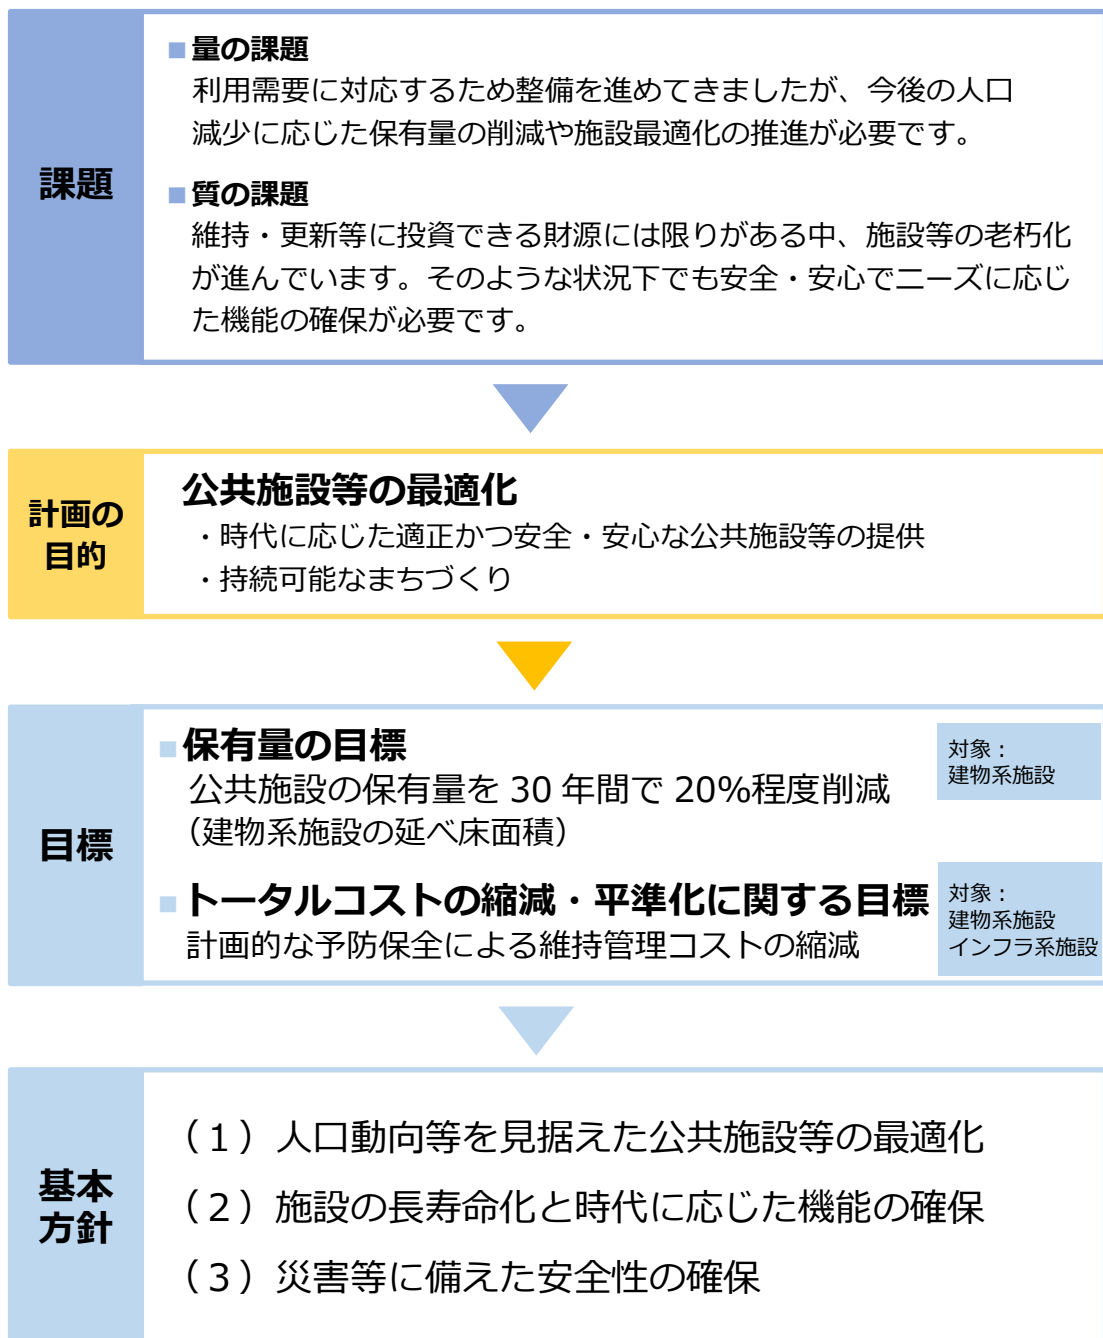 課題
■量の課題
利用需要に対応するため整備を進めてきましたが、今後の人口
減少に応じた保有量の削減や施設最適化の推進が必要です。
■質の課題
維持・更新等に投資できる財源には限りがある中、施設等の老朽化
が進んでいます。そのような状況下でも安全・安心でニーズに応じ
た機能の確保が必要です。
計画の
目的
公共施設等の最適化
・時代に応じた適正かつ安全・安心な公共施設等の提供
・持続可能なまちづくり
目標
■保有量の目標
公共施設の保有量を 30 年間で 20%程度削減
（建物系施設の延べ床面積）
対象：
建物系施設
■トータルコストの縮減・平準化に関する目標
計画的な予防保全による維持管理コストの縮減
対象：
建物系施設
インフラ系施設
基本
方針
（１）人口動向等を見据えた公共施設等の最適化
（２）施設の長寿命化と時代に応じた機能の確保
（３）災害等に備えた安全性の確保